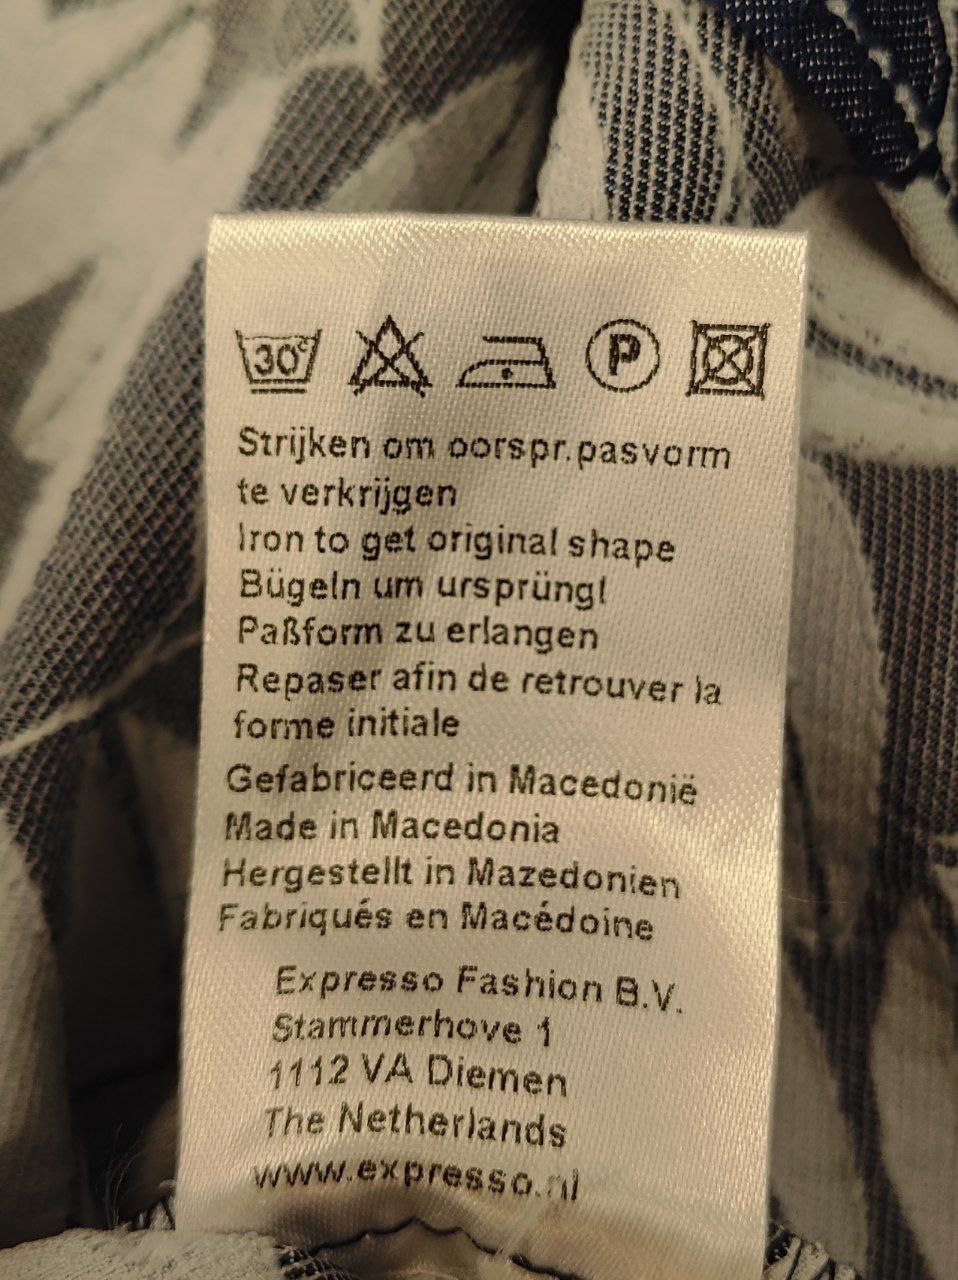 30°c P
Strijken om oorspr.pasvorm
te verkrijgen
Iron to get original shape
Bügeln um ursprüngl
Paßform zu erlangen
Repaser afin de retrouver la
forme initiale
Gefabriceerd in Macedonië
Made in Macedonia
Hergestellt in Mazedonien
Fabriqués en Macédoine
Expresso Fashion B.V.
Stammerhove 1
1112 VA Diemen
The Netherlands
www.expresso.nl